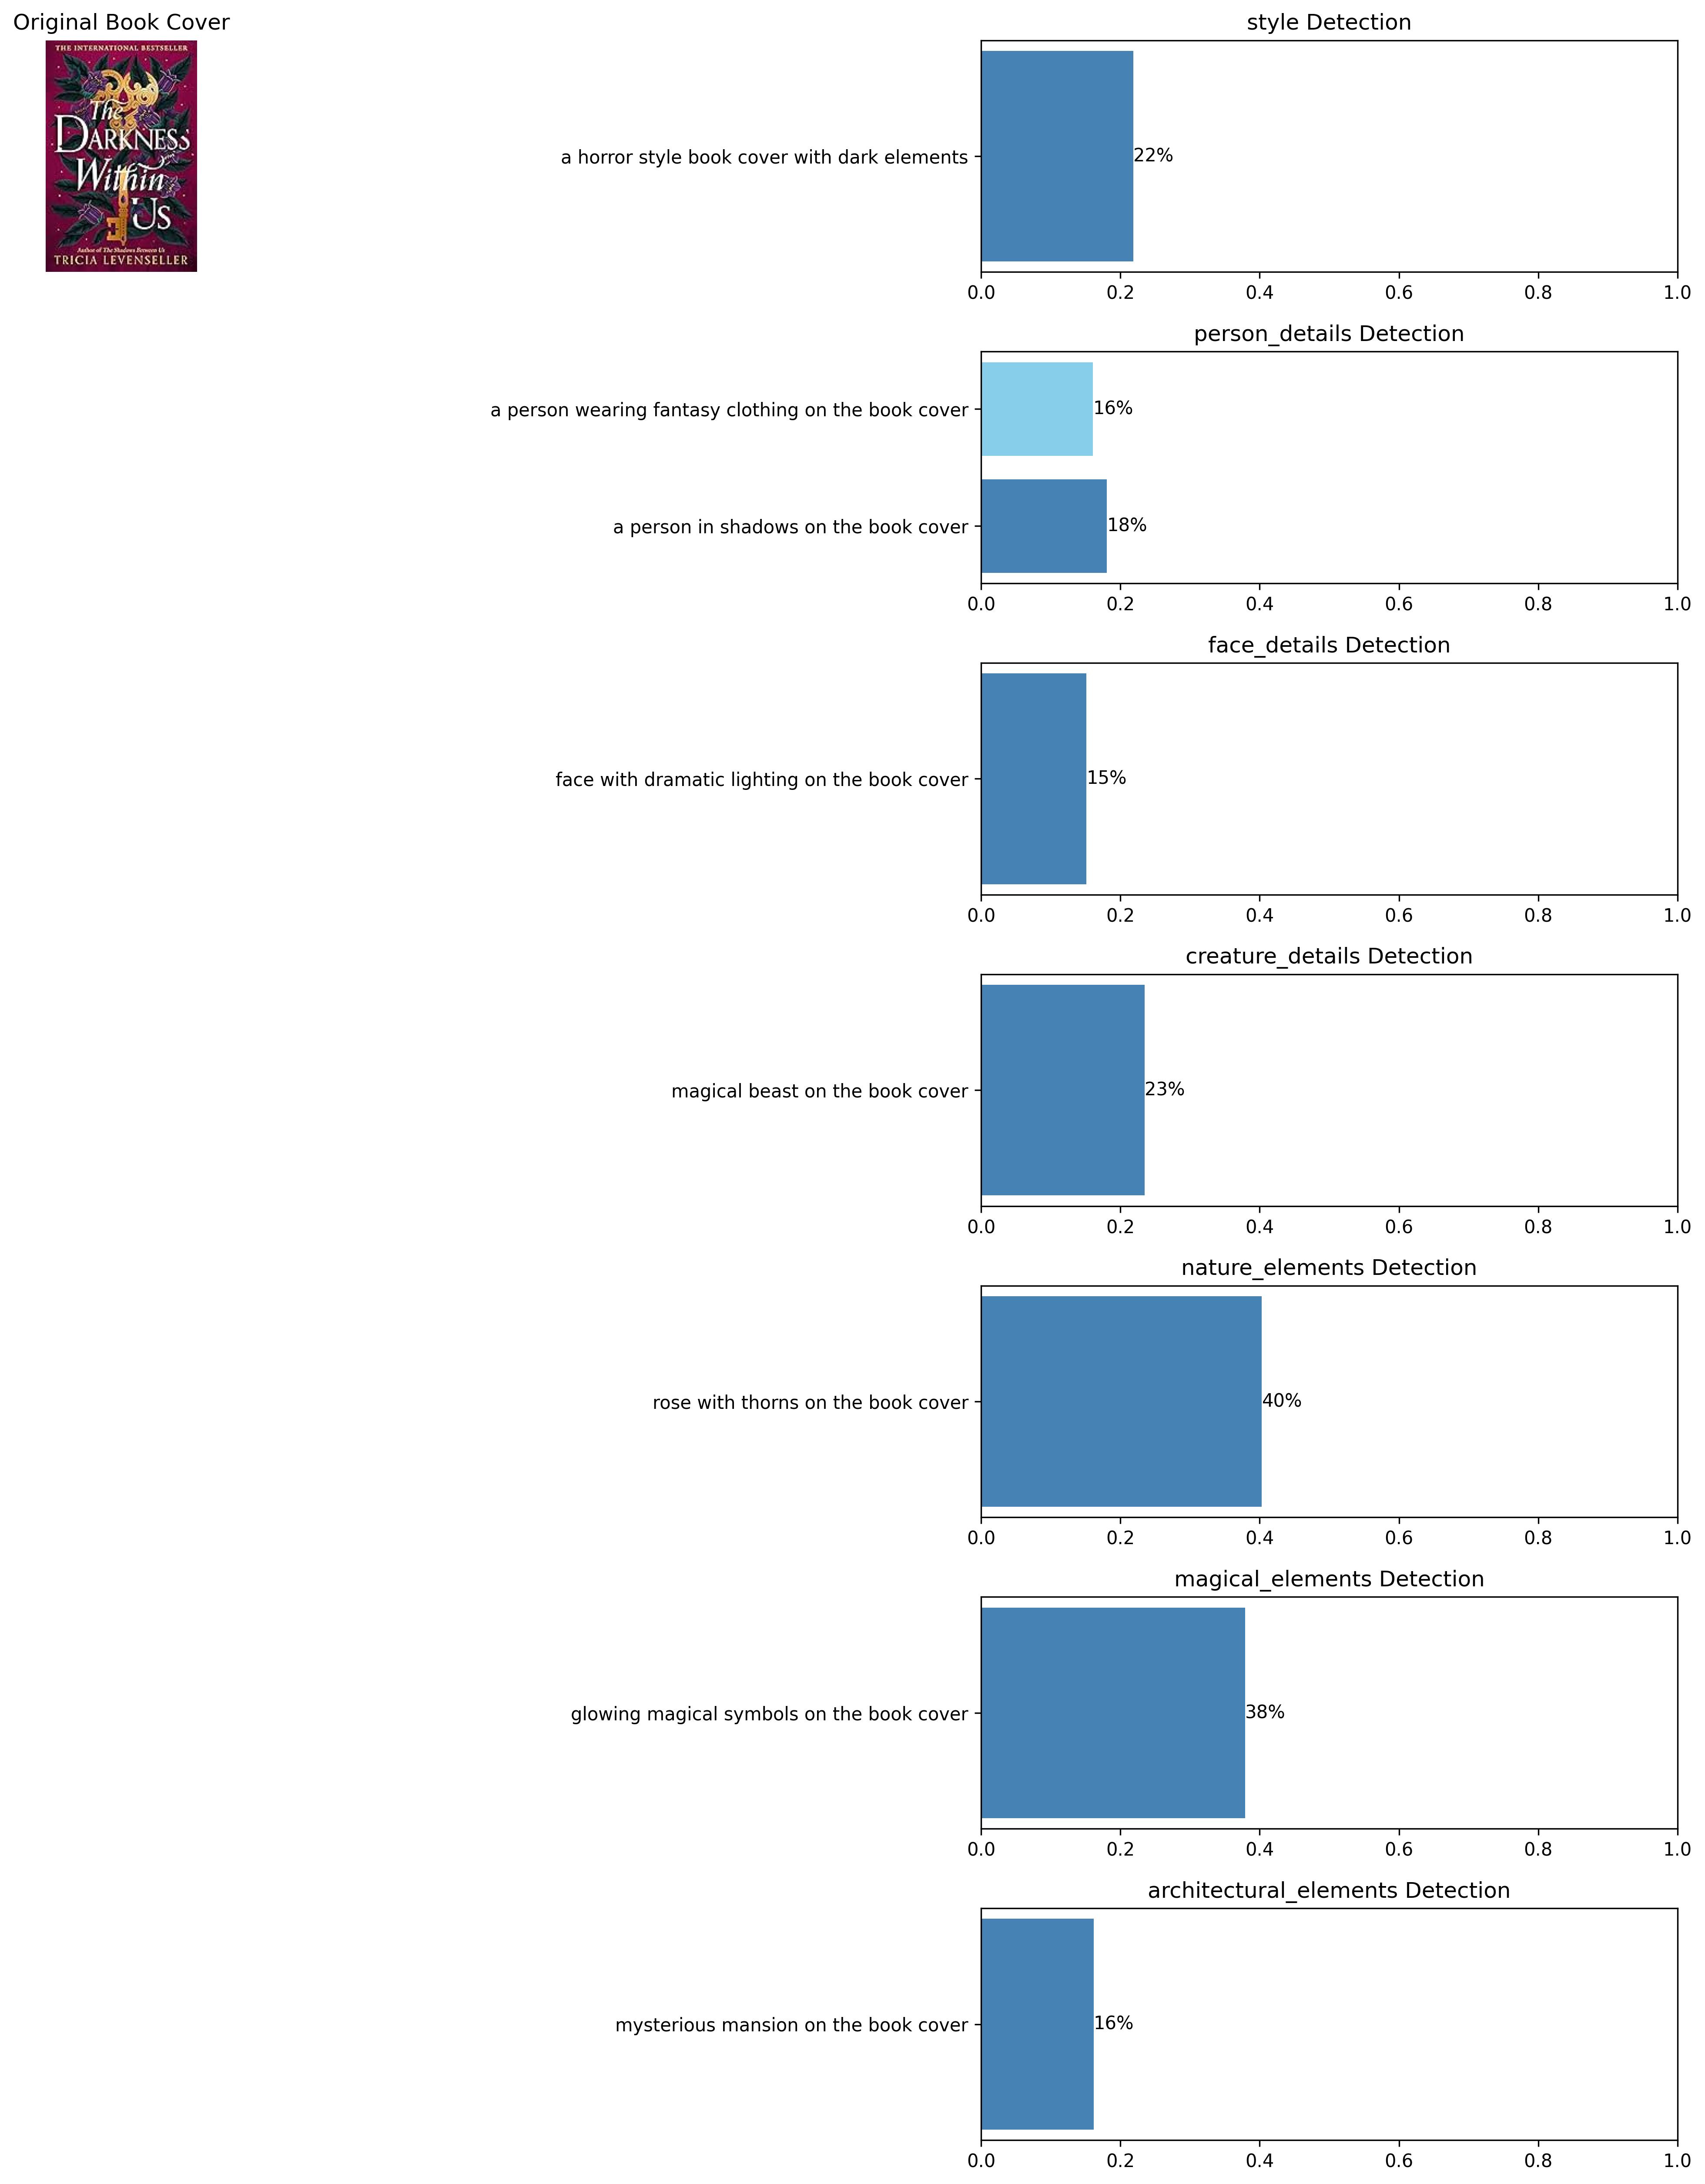 Original Book Cover
THE INTERNATIONAL BESTSELLER
The
DARKNESS
Within
Us
Author of The Shadows Between Us
TRICIA LEVENSELLER
style Detection
a horror style book cover with dark elements
22%
0.0 0.2 0.4 0.6 0.8 1.0
person_details Detection
a person wearing fantasy clothing on the book cover
16%
a person in shadows on the book cover
18%
0.0 0.2 0.4 0.6 0.8 1.0
face_details Detection
face with dramatic lighting on the book cover
15%
0.0 0.2 0.4 0.6 0.8 1.0
creature_details Detection
magical beast on the book cover
23%
0.0 0.2 0.4 0.6 0.8 1.0
nature_elements Detection
rose with thorns on the book cover
40%
0.0 0.2 0.4 0.6 0.8 1.0
magical_elements Detection
glowing magical symbols on the book cover
38%
0.0 0.2 0.4 0.6 0.8 1.0
architectural_elements Detection
mysterious mansion on the book cover
16%
0.0 0.2 0.4 0.6 0.8 1.0